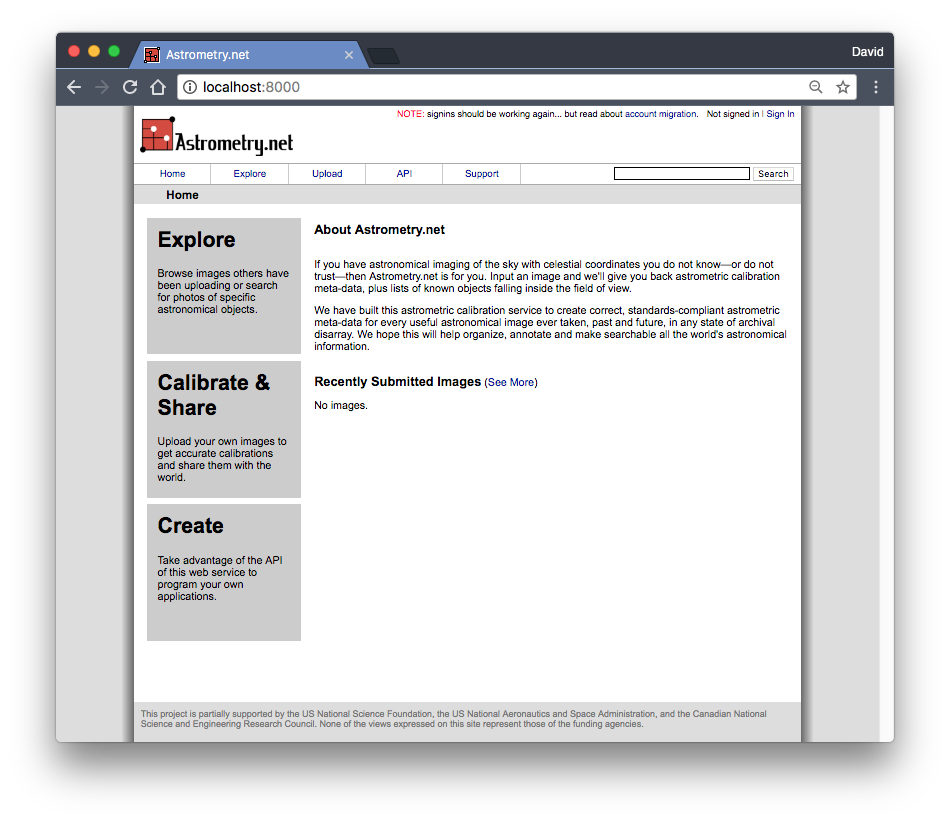 Astrometry.net
David
localhost:8000
NOTE: signins should be working again... but read about account migration. Not signed in | Sign In
Astrometry.net
Home Explore Upload API Support Search
Home
Explore
Browse images others have
been uploading or search
for photos of specific
astronomical objects.
Calibrate &
Share
Upload your own images to
get accurate calibrations
and share them with the
world.
Create
Take advantage of the API
of this web service to
program your own
applications.
About Astrometry.net
If you have astronomical imaging of the sky with celestial coordinates you do not know—or do not
trust—then Astrometry.net is for you. Input an image and we'll give you back astrometric calibration
meta-data, plus lists of known objects falling inside the field of view.
We have built this astrometric calibration service to create correct, standards-compliant astrometric
meta-data for every useful astronomical image ever taken, past and future, in any state of archival
disarray. We hope this will help organize, annotate and make searchable all the world's astronomical
information.
Recently Submitted Images (See More)
No images.
This project is partially supported by the US National Science Foundation, the US National Aeronautics and Space Administration, and the Canadian National
Science and Engineering Research Council. None of the views expressed on this site represent those of the funding agencies.